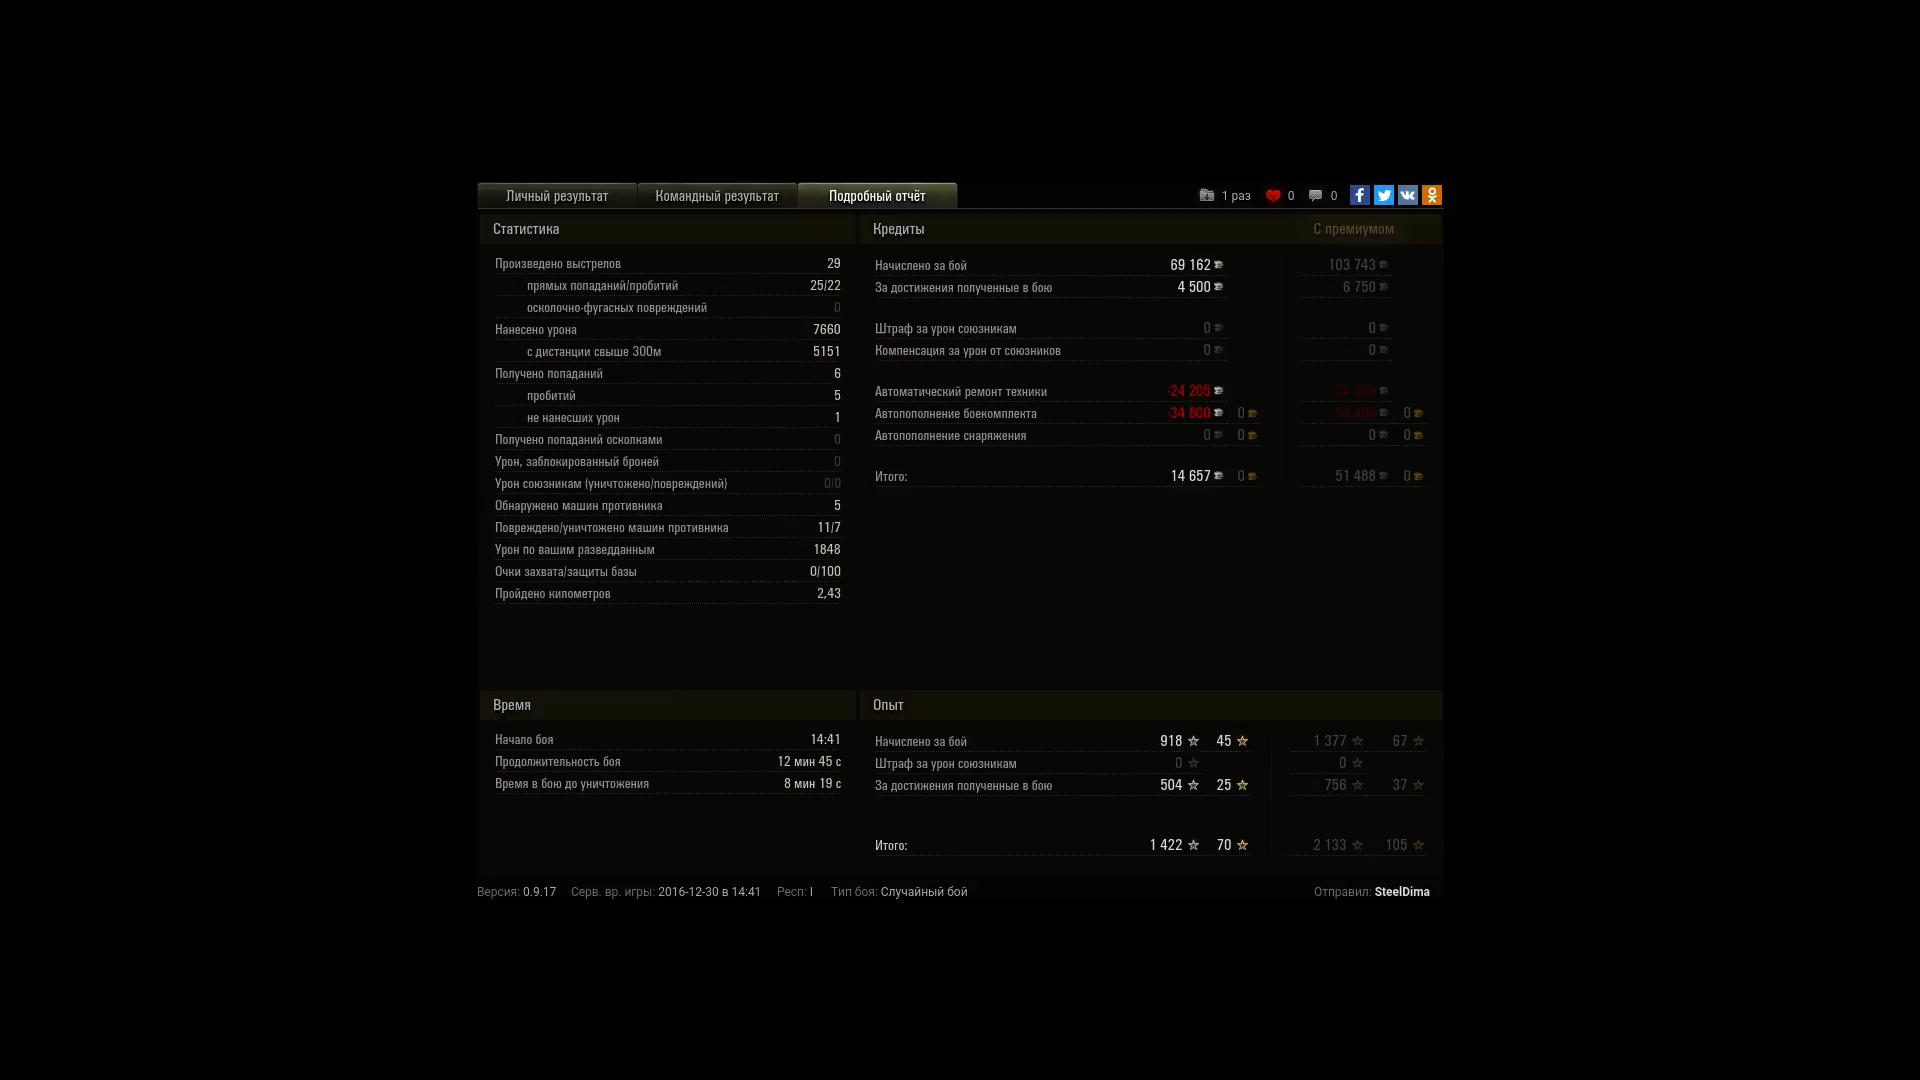 Личный результат Командный результат Подробный отчёт 1 раз 0 0
Статистика
Произведено выстрелов 29
прямых попаданий/пробитий 25/22
осколочно-фугасных повреждений 0
Нанесено урона 7660
с дистанции свыше 300м 5151
Получено попаданий 6
пробитий 5
не нанесших урон 1
Получено попаданий осколками 0
Урон, заблокированный броней 0
Урон союзникам (уничтожено/повреждений) 0/0
Обнаружено машин противника 5
Повреждено/уничтожено машин противника 11/7
Урон по вашим разведданным 1848
Очки захвата/защиты базы 0/100
Пройдено километров 2,43
Кредиты С премиумом
Начислено за бой 69 162 103 743
За достижения полученные в бою 4 500 6 750
Штраф за урон союзникам 0 0
Компенсация за урон от союзников 0 0
Автоматический ремонт техники -24 205
Автопополнение боекомплекта -34 800 0 0
Автопополнение снаряжения 0 0 0 0
Итого: 14 657 0 51 488 0
Время
Начало боя 14:41
Продолжительность боя 12 мин 45 с
Время в бою до уничтожения 8 мин 19 с
Опыт
Начислено за бой 918 45 1 377 67
Штраф за урон союзникам 0 0
За достижения полученные в бою 504 25 756 37
Итого: 1 422 70 2 133 105
Версия: 0.9.17 Серв. вр. игры: 2016-12-30 в 14:41 Респ: I Тип боя: Случайный бой Отправил: SteelDima